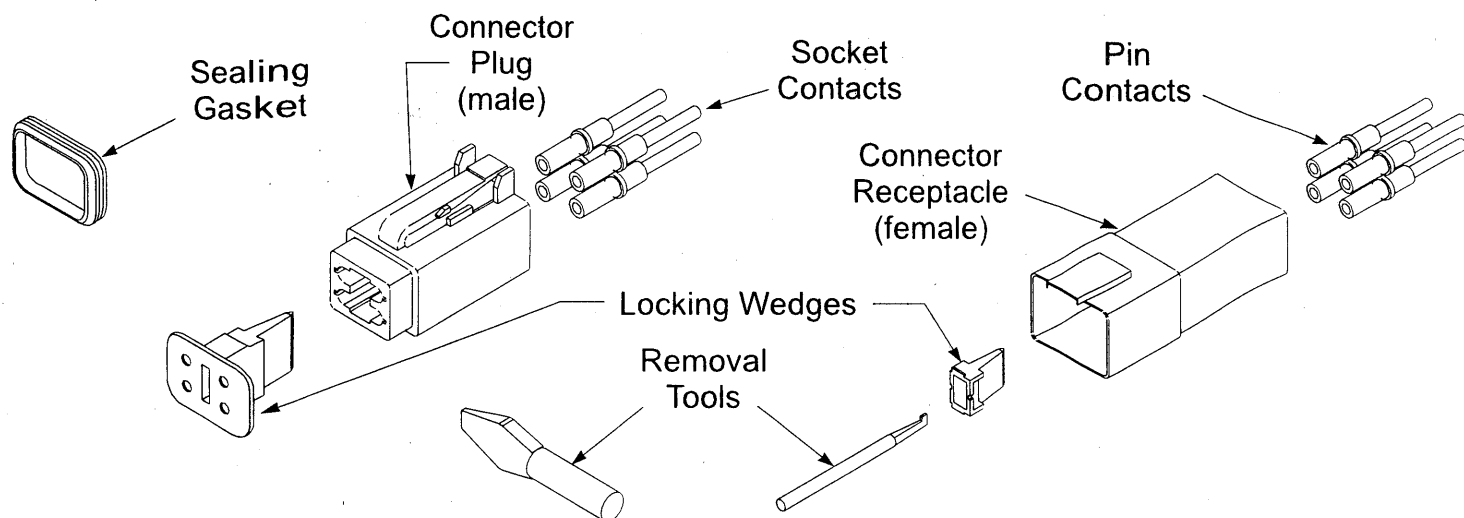 Sealing
Gasket
Connector
Plug
(male)
Socket
Contacts
Pin
Contacts
Connector
Receptacle
(female)
Locking Wedges
Removal
Tools